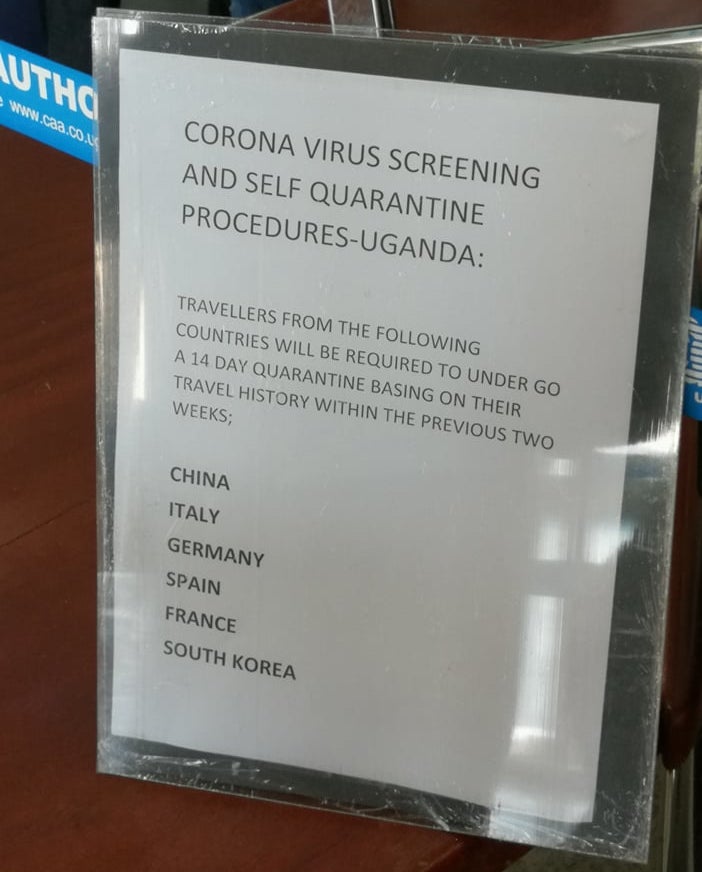 www.caa.co.u
CORONA VIRUS SCREENING
AND SELF QUARANTINE
PROCEDURES-UGANDA:
TRAVELLERS FROM THE FOLLOWING
COUNTRIES WILL BE REQUIRED TO UNDER GO
A 14 DAY QUARANTINE BASING ON THEIR
TRAVEL HISTORY WITHIN THE PREVIOUS TWO
WEEKS;
CHINA
ITALY
GERMANY
SPAIN
FRANCE
SOUTH KOREA